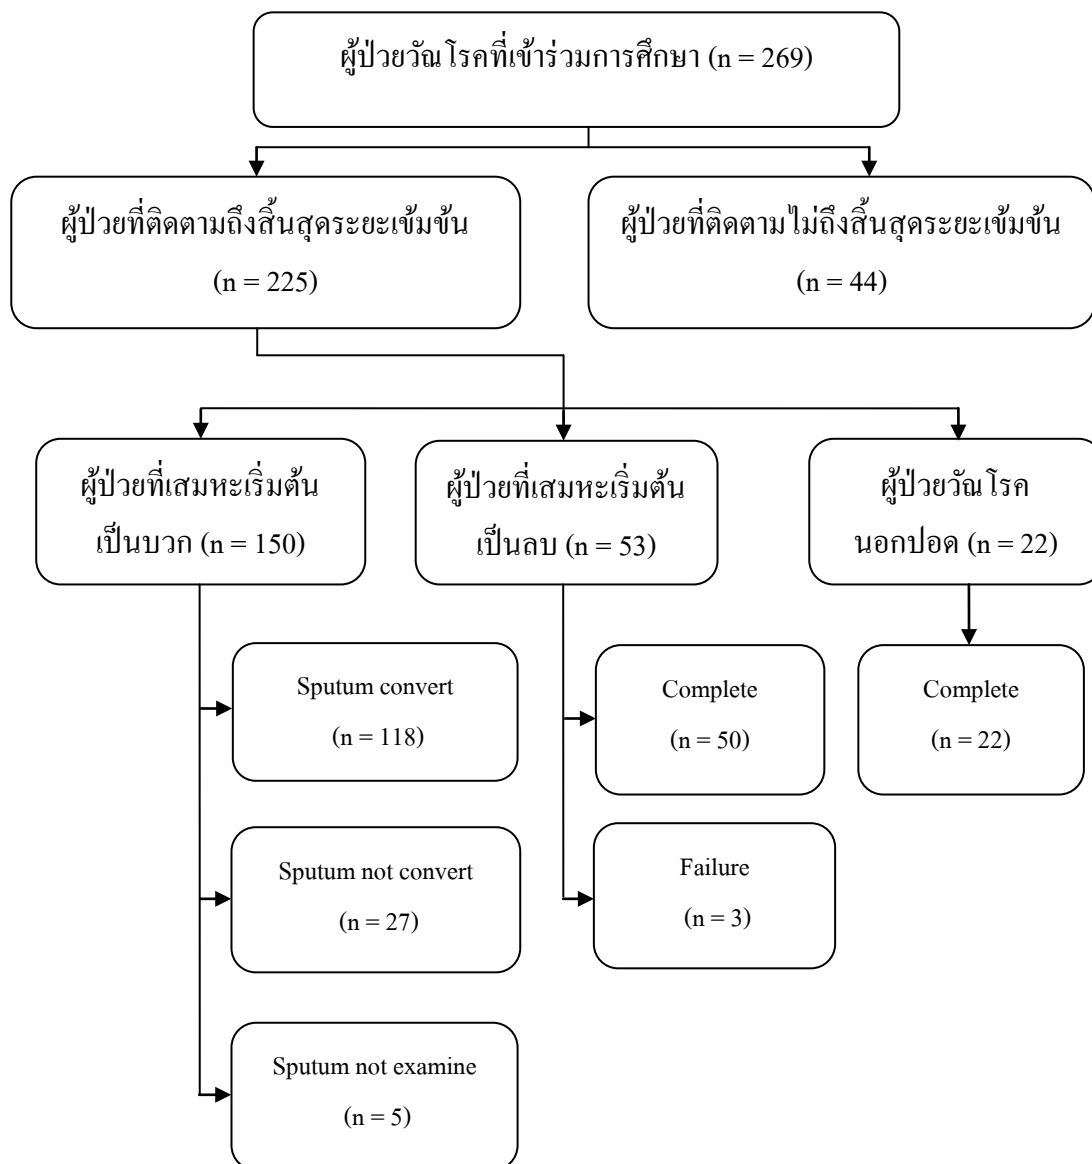 ผู้ป่วยวัณโรคที่เข้าร่วมการศึกษา (n = 269)
ผู้ป่วยที่ติดตามถึงสิ้นสุดระยะเข้มข้น
(n = 225)
ผู้ป่วยที่ติดตามไม่ถึงสิ้นสุดระยะเข้มข้น
(n = 44)
ผู้ป่วยที่เสมหะเริ่มต้น
เป็นบวก (n = 150)
ผู้ป่วยที่เสมหะเริ่มต้น
เป็นลบ (n = 53)
ผู้ป่วยวัณโรค
นอกปอด (n = 22)
Sputum convert
(n = 118)
Complete
(n = 50)
Complete
(n = 22)
Sputum not convert
(n = 27)
Failure
(n = 3)
Sputum not examine
(n = 5)